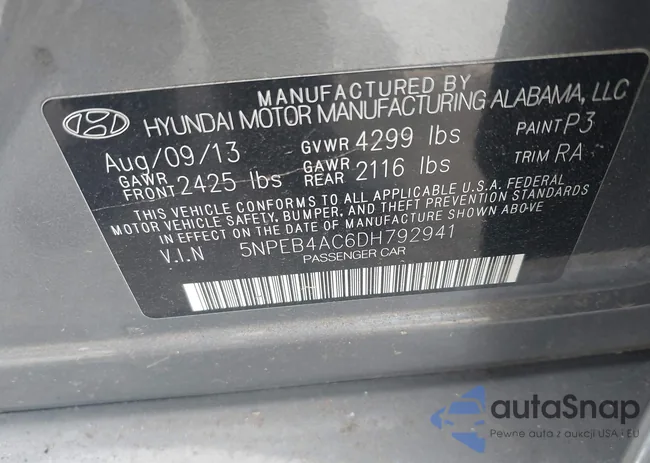 MANUFACTURED BY
HYUNDAI MOTOR MANUFACTURING ALABAMA, LLC
Aug/09/13 GVWR 4299 lbs PAINT P3
GAWR FRONT 2425 lbs GAWR REAR 2116 lbs TRIM RA
THIS VEHICLE CONFORMS TO ALL APPLICABLE U.S.A. FEDERAL
MOTOR VEHICLE SAFETY, BUMPER, AND THEFT PREVENTION STANDARDS
IN EFFECT ON THE DATE OF MANUFACTURE SHOWN ABOVE
V.I.N 5NPEB4AC6DH792941
PASSENGER CAR
autaSnap
Pewne auta z aukcji USA i EU